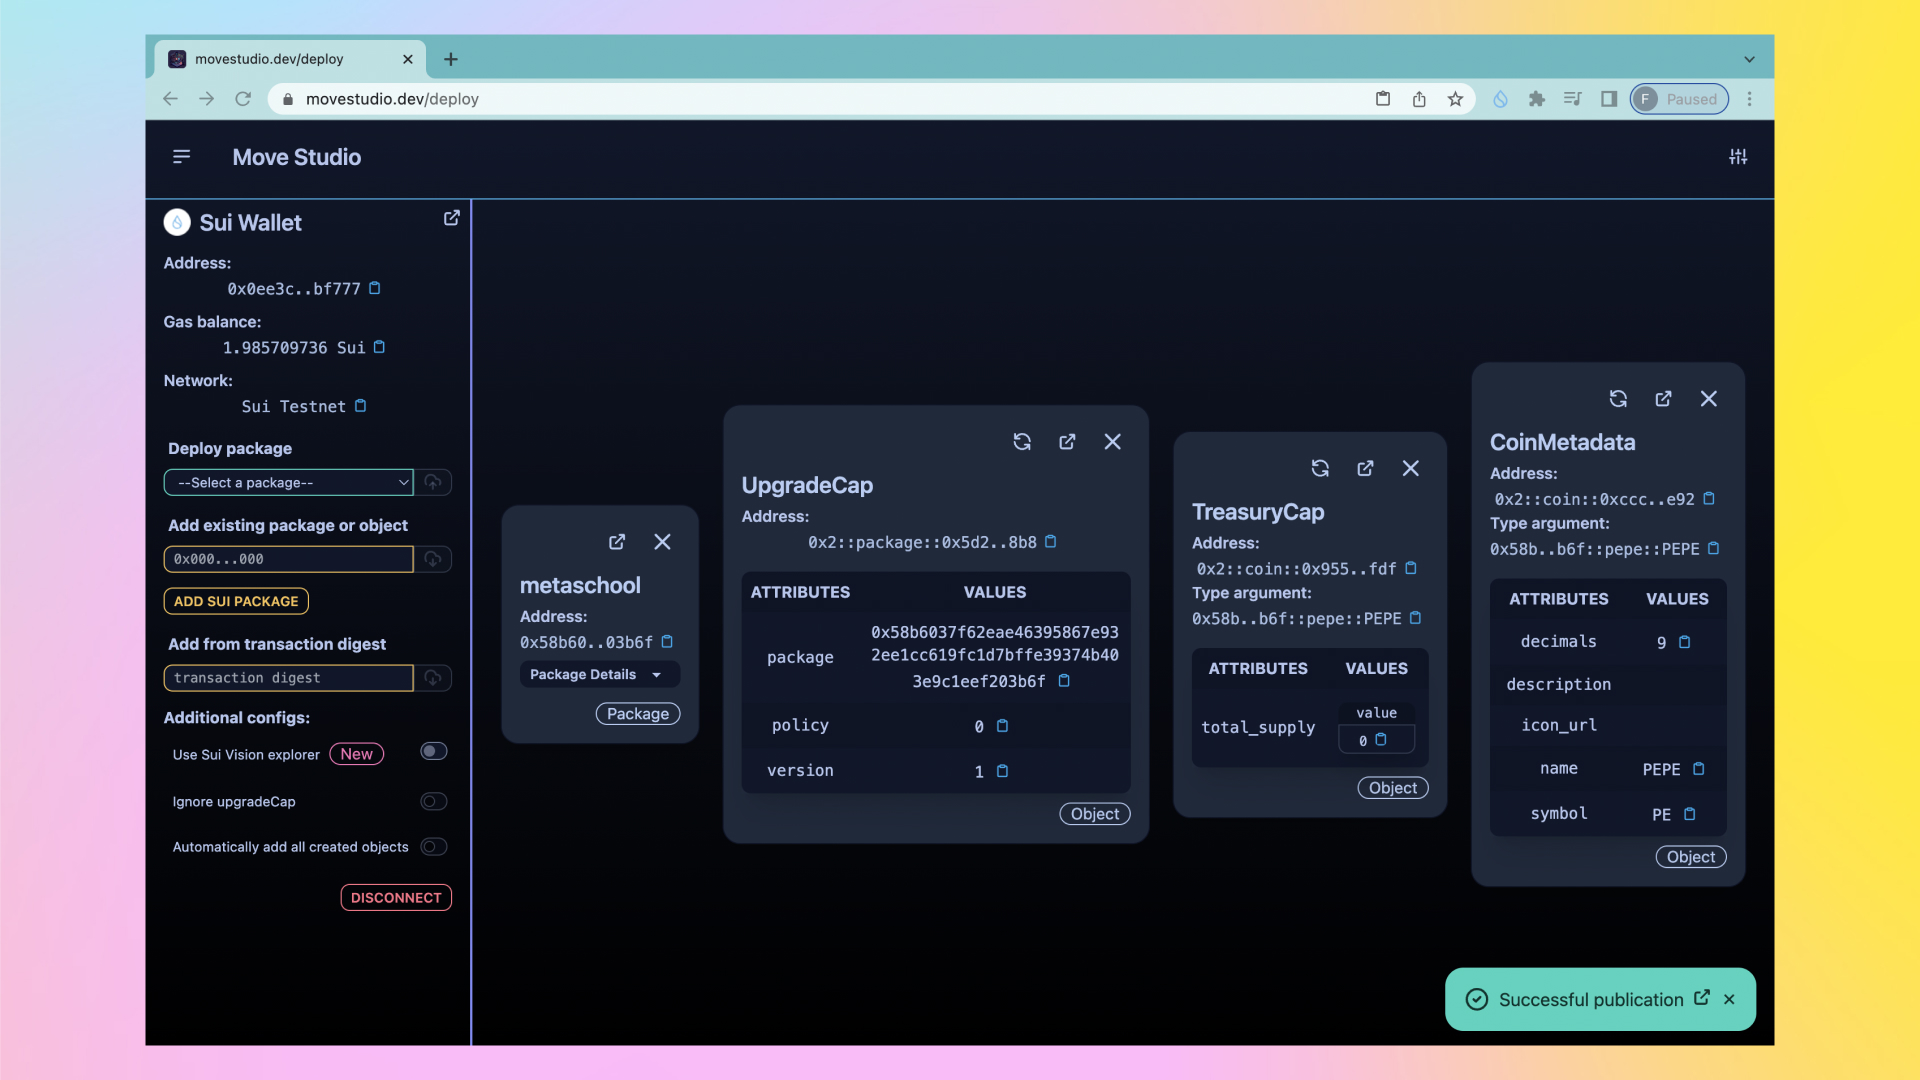 movestudio.dev/deploy
movestudio.dev/deploy
F Paused
Move Studio
Sui Wallet
Address:
0x0ee3c..bf777
Gas balance:
1.985709736 Sui
Network:
Sui Testnet
Deploy package
--Select a package--
Add existing package or object
0x000...000
ADD SUI PACKAGE
Add from transaction digest
transaction digest
Additional configs:
Use Sui Vision explorer New
Ignore upgradeCap
Automatically add all created objects
DISCONNECT
metaschool
Address:
0x58b60..03b6f
Package Details
Package
UpgradeCap
Address:
0x2::package::0x5d2..8b8
ATTRIBUTES VALUES
package
0x58b6037f62eae46395867e93
2ee1cc619fc1d7bffe39374b40
3e9c1eef203b6f
policy 0
version 1
Object
TreasuryCap
Address:
0x2::coin::0x955..fdf
Type argument:
0x58b..b6f::pepe::PEPE
ATTRIBUTES VALUES
value
total_supply
0
Object
CoinMetadata
Address:
0x2::coin::0xccc..e92
Type argument:
0x58b..b6f::pepe::PEPE
ATTRIBUTES VALUES
decimals 9
description
icon_url
name PEPE
symbol PE
Object
Successful publication